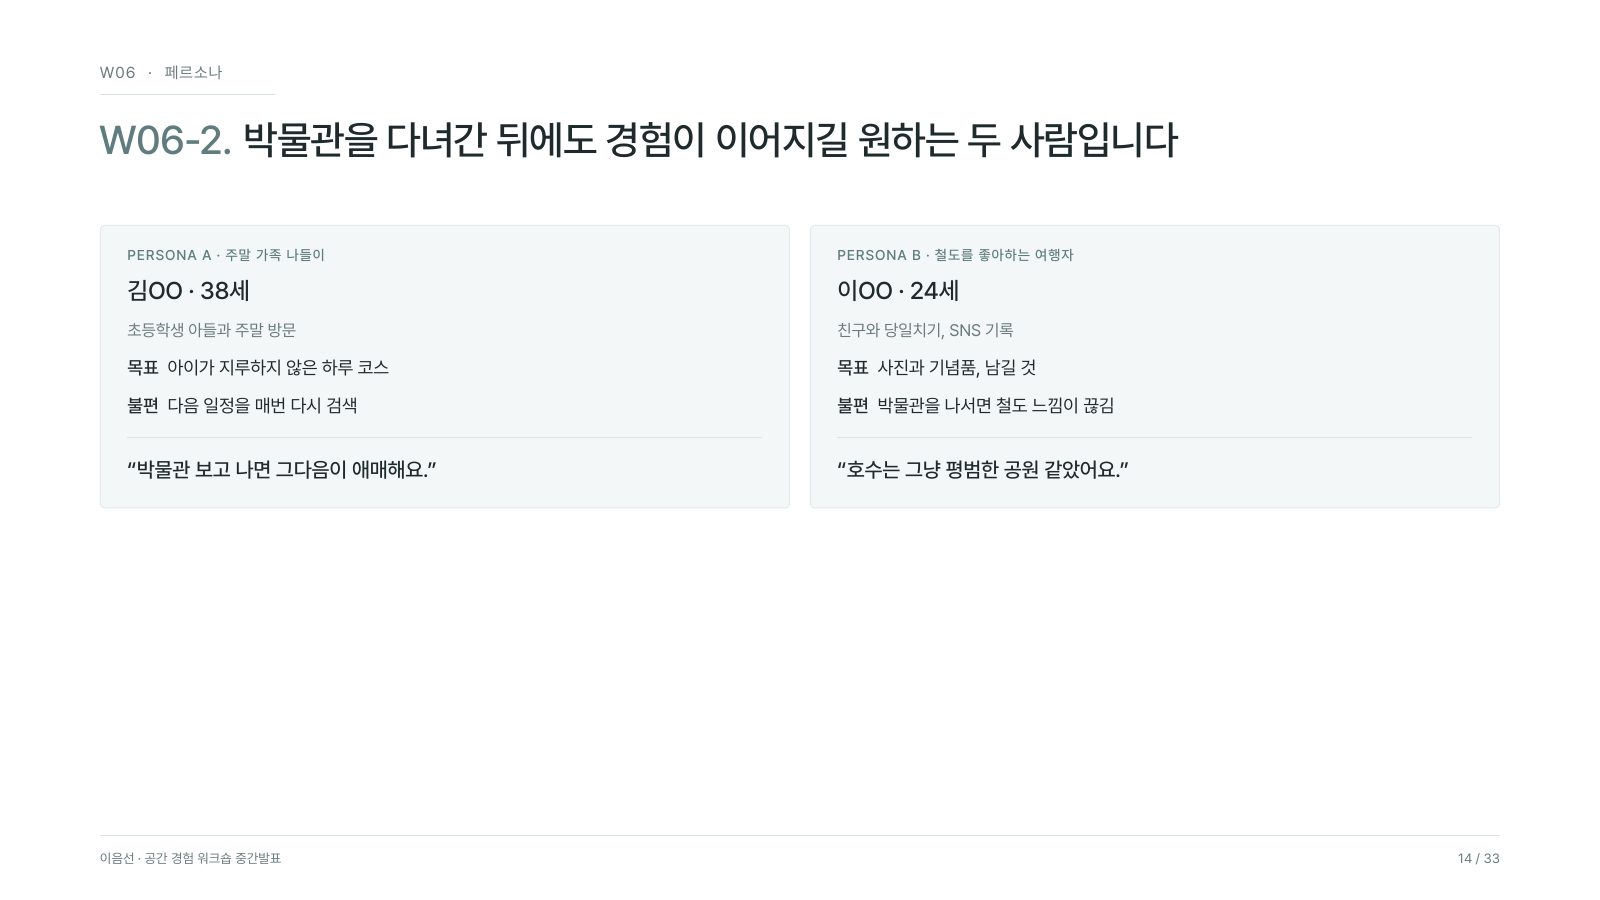 W06 · 페르소나
W06-2. 박물관을 다녀간 뒤에도 경험이 이어지길 원하는 두 사람입니다
PERSONA A · 주말 가족 나들이
김OO · 38세
초등학생 아들과 주말 방문
목표 아이가 지루하지 않은 하루 코스
불편 다음 일정을 매번 다시 검색
“박물관 보고 나면 그다음이 애매해요.”
PERSONA B · 철도를 좋아하는 여행자
이OO · 24세
친구와 당일치기, SNS 기록
목표 사진과 기념품, 남길 것
불편 박물관을 나서면 철도 느낌이 끊김
“호수는 그냥 평범한 공원 같았어요.”
이음선 · 공간 경험 워크숍 중간발표
14 / 33